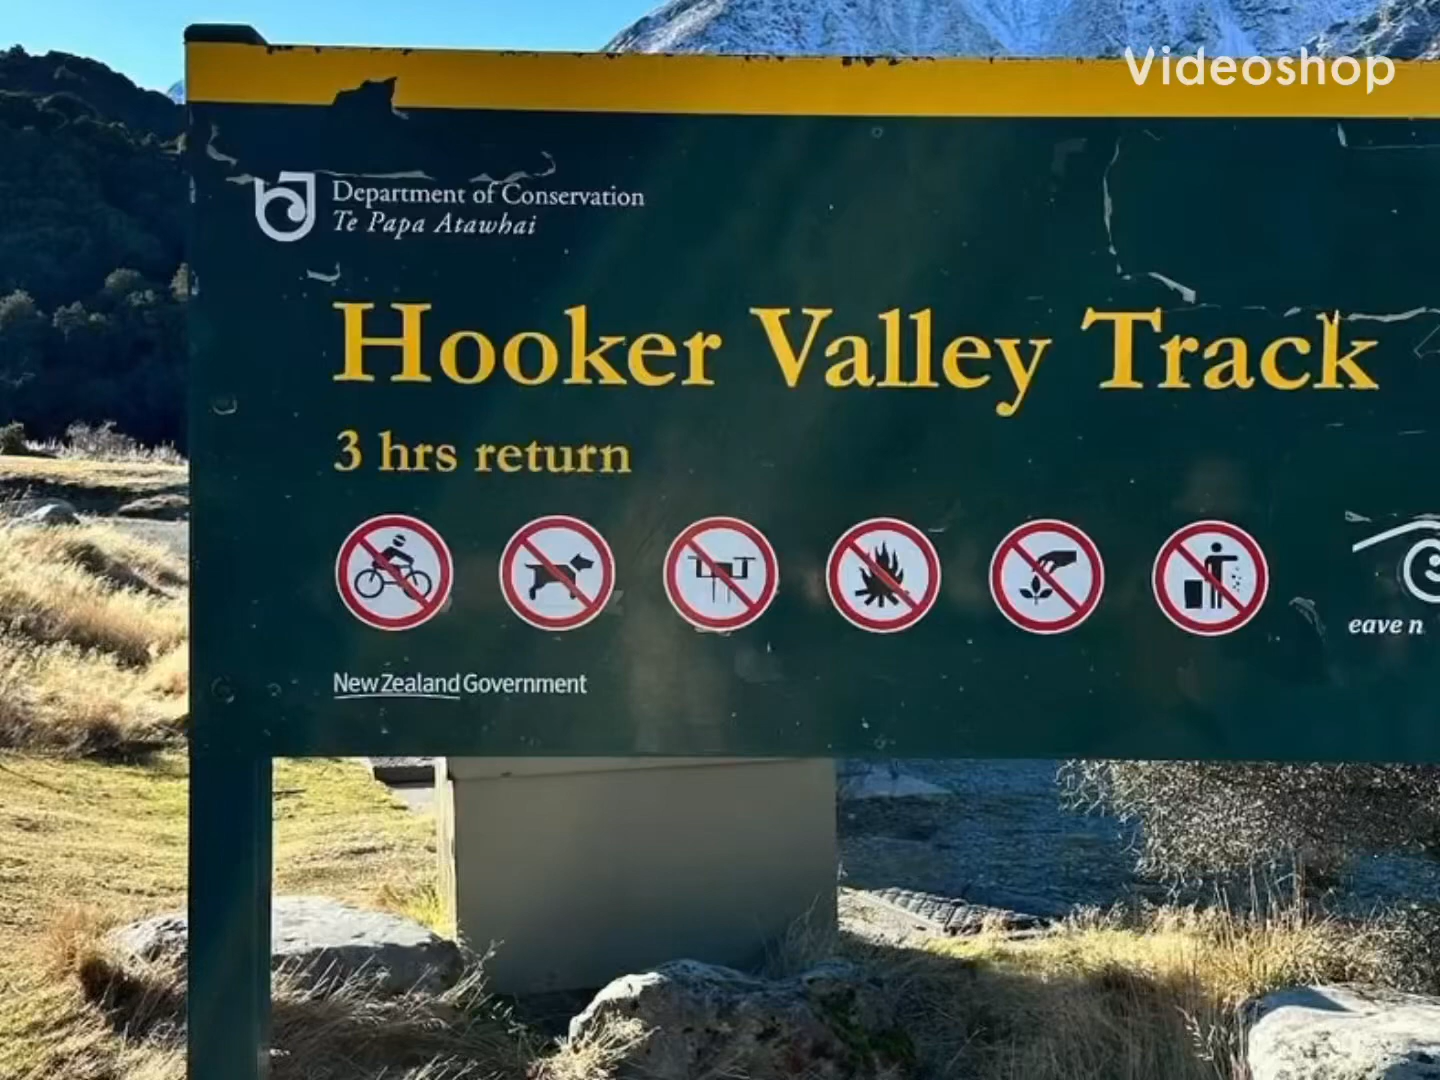 Videoshop
Department of Conservation
Te Papa Atawhai
Hooker Valley Track
3 hrs return
eave n
New Zealand Government